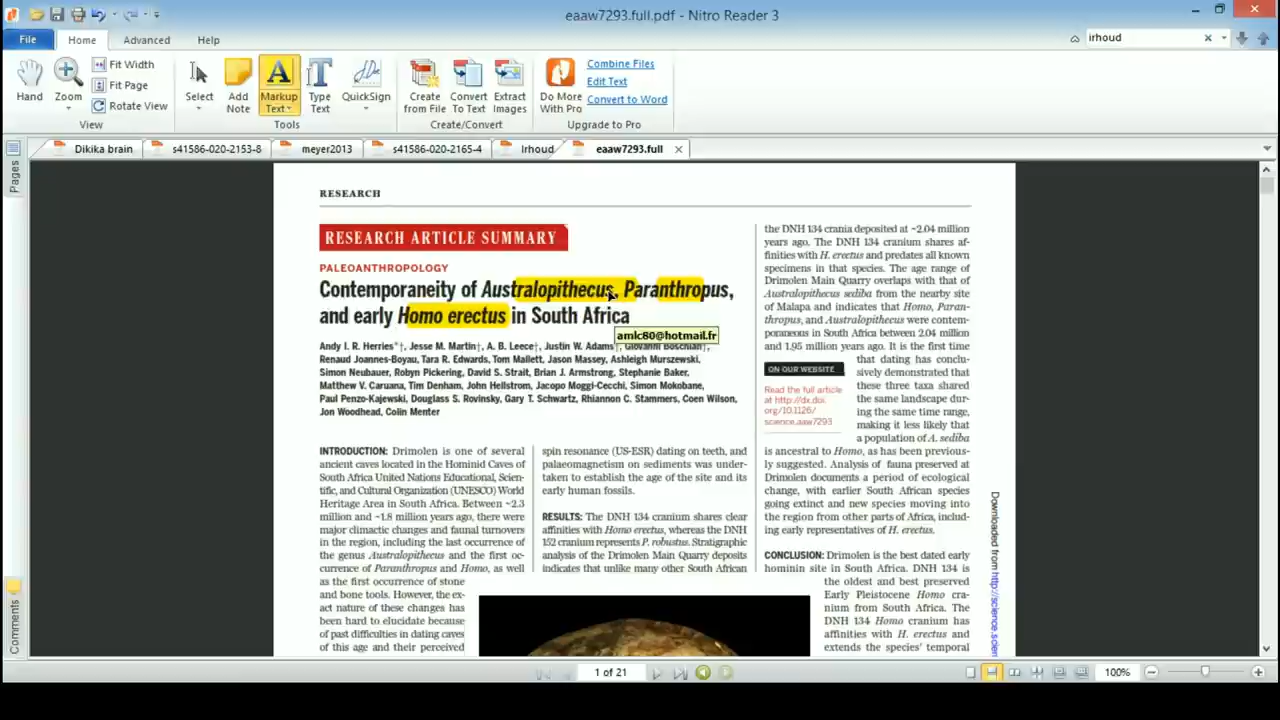 eaaw7293.full.pdf - Nitro Reader 3
File
Home
Advanced
Help
irhoud
Hand
Zoom
Fit Width
Fit Page
Rotate View
View
Select
Add Note
Markup Text
Type Text
QuickSign
Tools
Create from File
Convert To Text
Extract Images
Create/Convert
Do More With Pro
Combine Files
Edit Text
Convert to Word
Upgrade to Pro
Dikika brain
s41586-020-2153-8
meyer2013
s41586-020-2165-4
Irhoud
eaaw7293.full
Pages
Comments
RESEARCH
RESEARCH ARTICLE SUMMARY
PALEOANTHROPOLOGY
Contemporaneity of Australopithecus, Paranthropus,
and early Homo erectus in South Africa
amlc80@hotmail.fr
Andy I. R. Herries*†, Jesse M. Martin†, A. B. Leece†, Justin W. Adams†, Giovanni Boschian†,
Renaud Joannes-Boyau, Tara R. Edwards, Tom Mallett, Jason Massey, Ashleigh Murszewski,
Simon Neubauer, Robyn Pickering, David S. Strait, Brian J. Armstrong, Stephanie Baker,
Matthew V. Caruana, Tim Denham, John Hellstrom, Jacopo Moggi-Cecchi, Simon Mokobane,
Paul Penzo-Kajewski, Douglass S. Rovinsky, Gary T. Schwartz, Rhiannon C. Stammers, Coen Wilson,
Jon Woodhead, Colin Menter
INTRODUCTION: Drimolen is one of several
ancient caves located in the Hominid Caves of
South Africa United Nations Educational, Scien-
tific, and Cultural Organization (UNESCO) World
Heritage Area in South Africa. Between ~2.3
million and ~1.8 million years ago, there were
major climactic changes and faunal turnovers
in the region, including the last occurrence of
the genus Australopithecus and the first oc-
currence of Paranthropus and Homo, as well
as the first occurrence of stone
and bone tools. However, the ex-
act nature of these changes has
been hard to elucidate because
of past difficulties in dating caves
of this age and their perceived
spin resonance (US-ESR) dating on teeth, and
palaeomagnetism on sediments was under-
taken to establish the age of the site and its
early human fossils.
RESULTS: The DNH 134 cranium shares clear
affinities with Homo erectus, whereas the DNH
152 cranium represents P. robustus. Stratigraphic
analysis of the Drimolen Main Quarry deposits
indicates that unlike many other South African
the DNH 134 crania deposited at ~2.04 million
years ago. The DNH 134 cranium shares af-
finities with H. erectus and predates all known
specimens in that species. The age range of
Drimolen Main Quarry overlaps with that of
Australopithecus sediba from the nearby site
of Malapa and indicates that Homo, Paran-
thropus, and Australopithecus were contem-
poraneous in South Africa between 2.04 million
and 1.95 million years ago. It is the first time
that dating has conclu-
sively demonstrated that
these three taxa shared
the same landscape dur-
ing the same time range,
making it less likely that
a population of A. sediba
ON OUR WEBSITE
Read the full article
at http://dx.doi.
org/10.1126/
science.aaw7293
is ancestral to Homo, as has been previous-
ly suggested. Analysis of fauna preserved at
Drimolen documents a period of ecological
change, with earlier South African species
going extinct and new species moving into
the region from other parts of Africa, includ-
ing early representatives of H. erectus.
CONCLUSION: Drimolen is the best dated early
hominin site in South Africa. DNH 134 is
the oldest and best preserved
Early Pleistocene Homo cra-
nium from South Africa. The
DNH 134 Homo cranium has
affinities with H. erectus and
extends the species' temporal
Downloaded from http://science.scien
1 of 21
100%